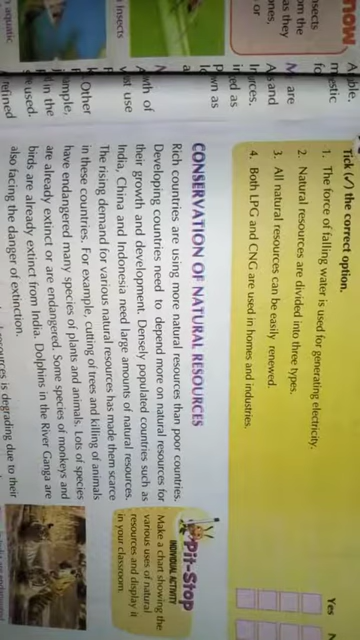 now
Tick (✓) the correct option.
Yes
1. The force of falling water is used for generating electricity.
2. Natural resources are divided into three types.
3. All natural resources can be easily renewed.
4. Both LPG and CNG are used in homes and industries.
CONSERVATION OF NATURAL RESOURCES
Rich countries are using more natural resources than poor countries.
Developing countries need to depend more on natural resources for
their growth and development. Densely populated countries such as
India, China and Indonesia need large amounts of natural resources.
The rising demand for various natural resources has made them scarce
in these countries. For example, cutting of trees and killing of animals
have endangered many species of plants and animals. Lots of species
are already extinct or are endangered. Some species of monkeys and
birds are already extinct from India. Dolphins in the River Ganga are
also facing the danger of extinction.
resources is degrading due to their
Pit-Stop
INDIVIDUAL ACTIVITY
Make a chart showing the
various uses of natural
resources and display it
in your classroom.